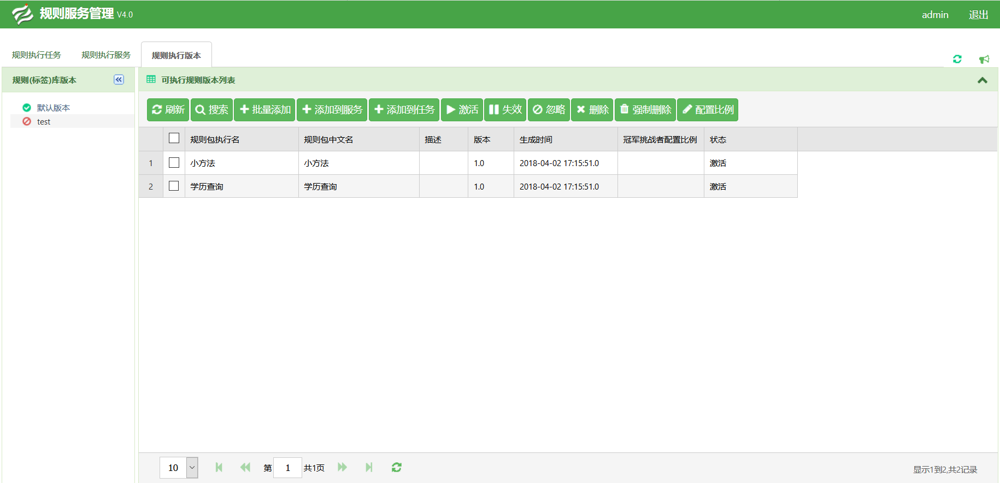 规则服务管理 V4.0
admin 退出
规则执行任务 规则执行服务 规则执行版本
规则(标签)库版本
默认版本
test
可执行规则版本列表
刷新 搜索 批量添加 添加到服务 添加到任务 激活 失效 忽略 删除 强制删除 配置比例
规则包执行名 规则包中文名 描述 版本 生成时间 冠军挑战者配置比例 状态
1 小方法 小方法 1.0 2018-04-02 17:15:51.0 激活
2 学历查询 学历查询 1.0 2018-04-02 17:15:51.0 激活
10 第 1 共1页
显示1到2,共2记录